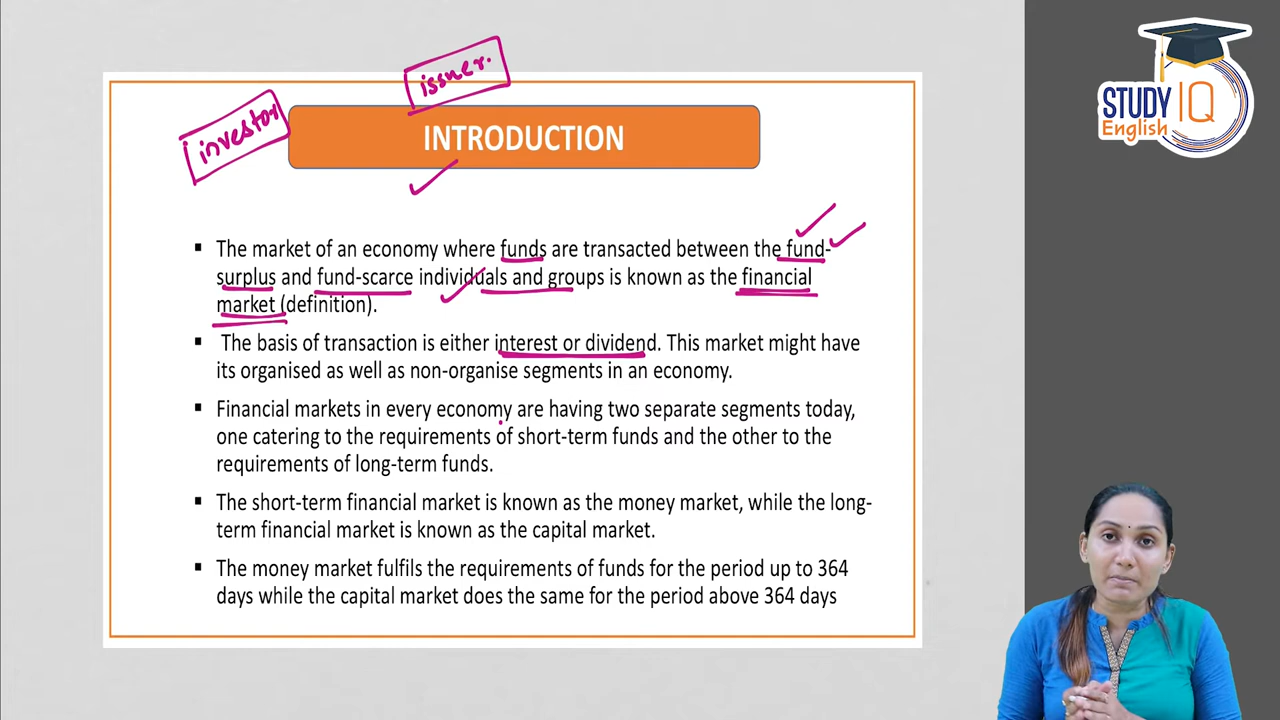 issuer.
investor
INTRODUCTION
STUDY IQ
English
▪ The market of an economy where funds are transacted between the fund-
surplus and fund-scarce individuals and groups is known as the financial
market (definition).
▪ The basis of transaction is either interest or dividend. This market might have
its organised as well as non-organise segments in an economy.
▪ Financial markets in every economy are having two separate segments today,
one catering to the requirements of short-term funds and the other to the
requirements of long-term funds.
▪ The short-term financial market is known as the money market, while the long-
term financial market is known as the capital market.
▪ The money market fulfils the requirements of funds for the period up to 364
days while the capital market does the same for the period above 364 days